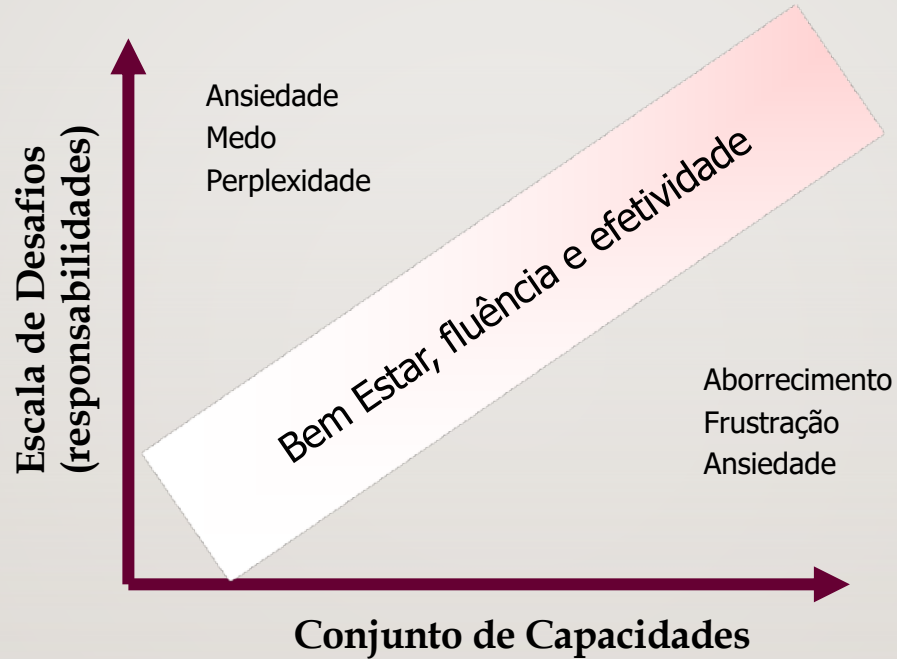 Escala de Desafios
(responsabilidades)
Ansiedade
Medo
Perplexidade
Bem Estar, fluência e efetividade
Aborrecimento
Frustração
Ansiedade
Conjunto de Capacidades